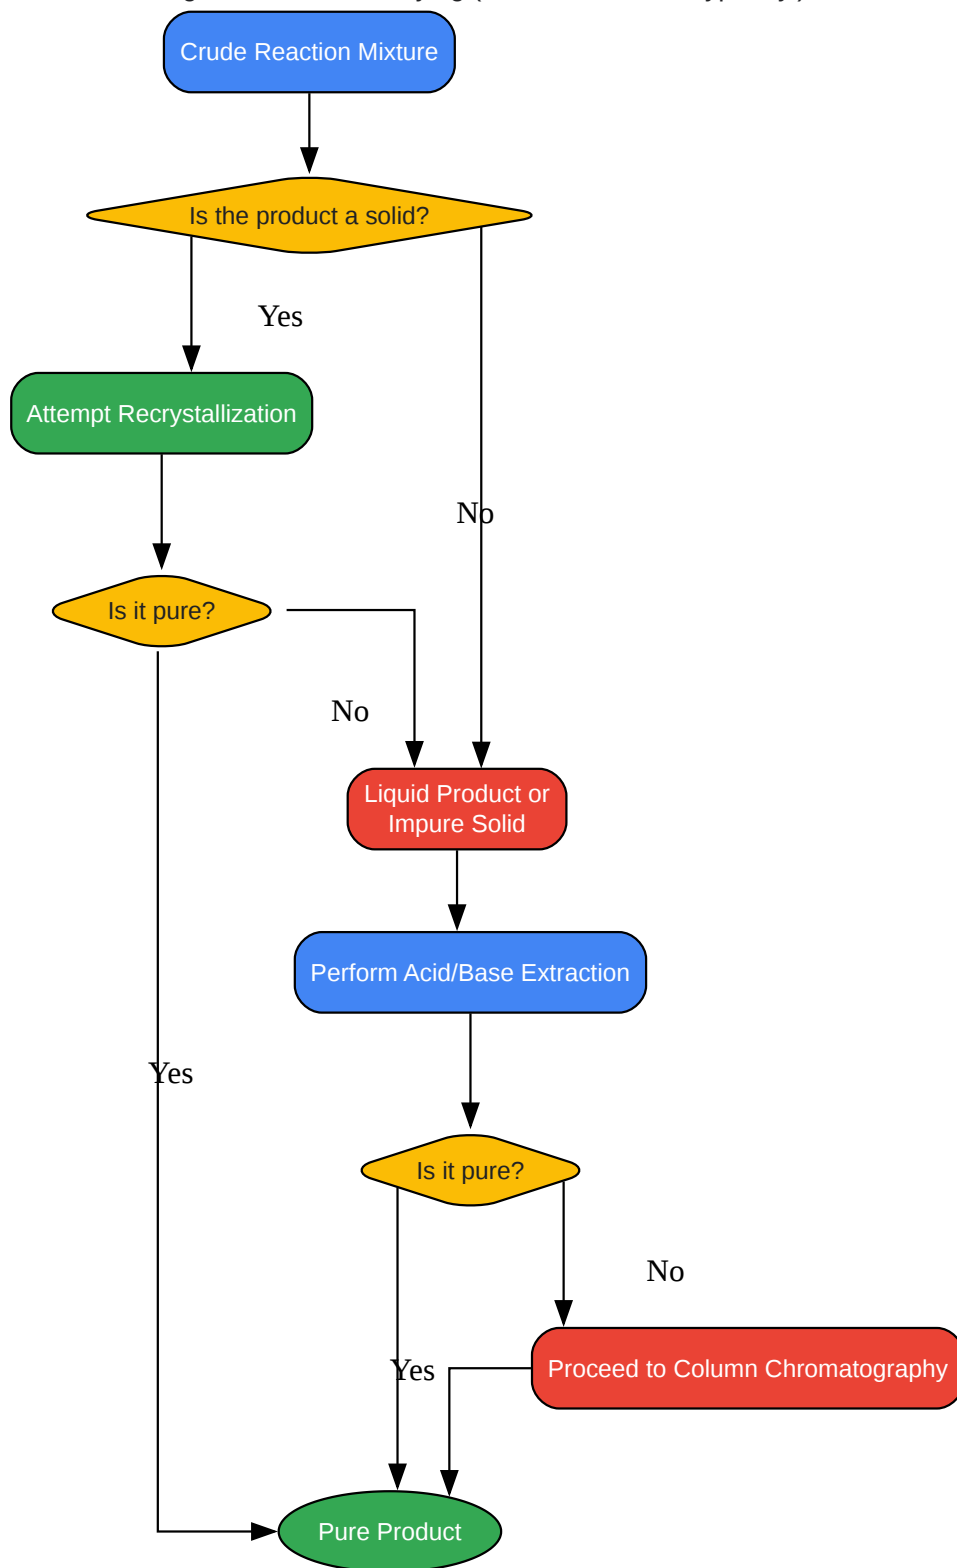 Crude Reaction Mixture
Is the product a solid?
Yes
Attempt Recrystallization
No
Is it pure?
No
Liquid Product or
Impure Solid
Perform Acid/Base Extraction
Yes
Is it pure?
No
Yes
Proceed to Column Chromatography
Pure Product